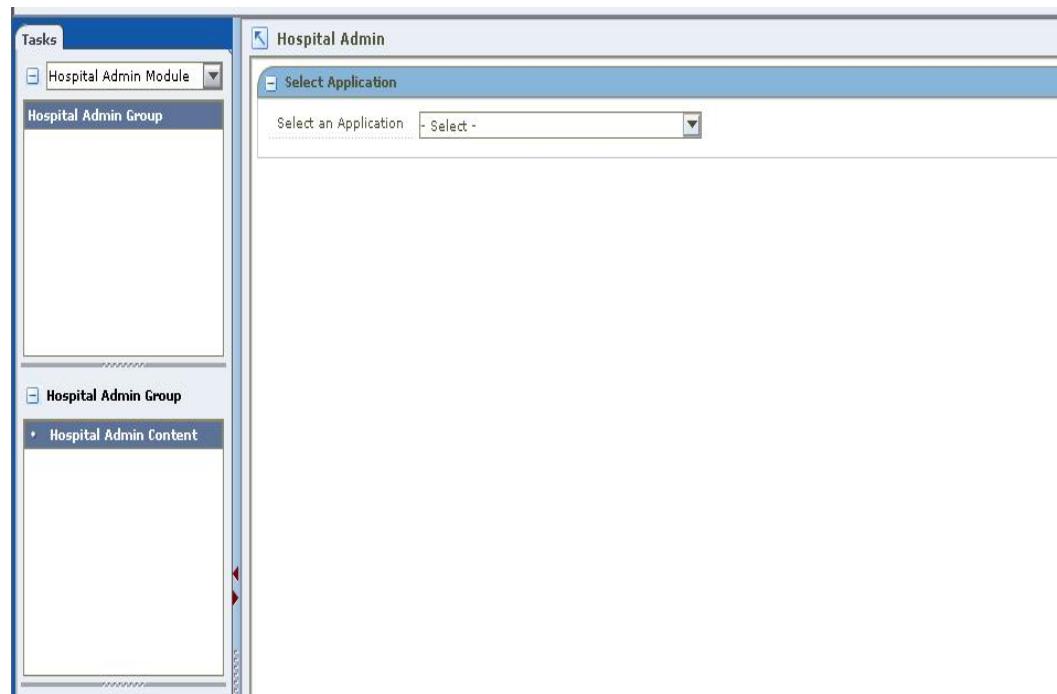 Tasks
Hospital Admin Module
Hospital Admin Group
Hospital Admin Group
Hospital Admin Content
Hospital Admin
Select Application
Select an Application - Select -